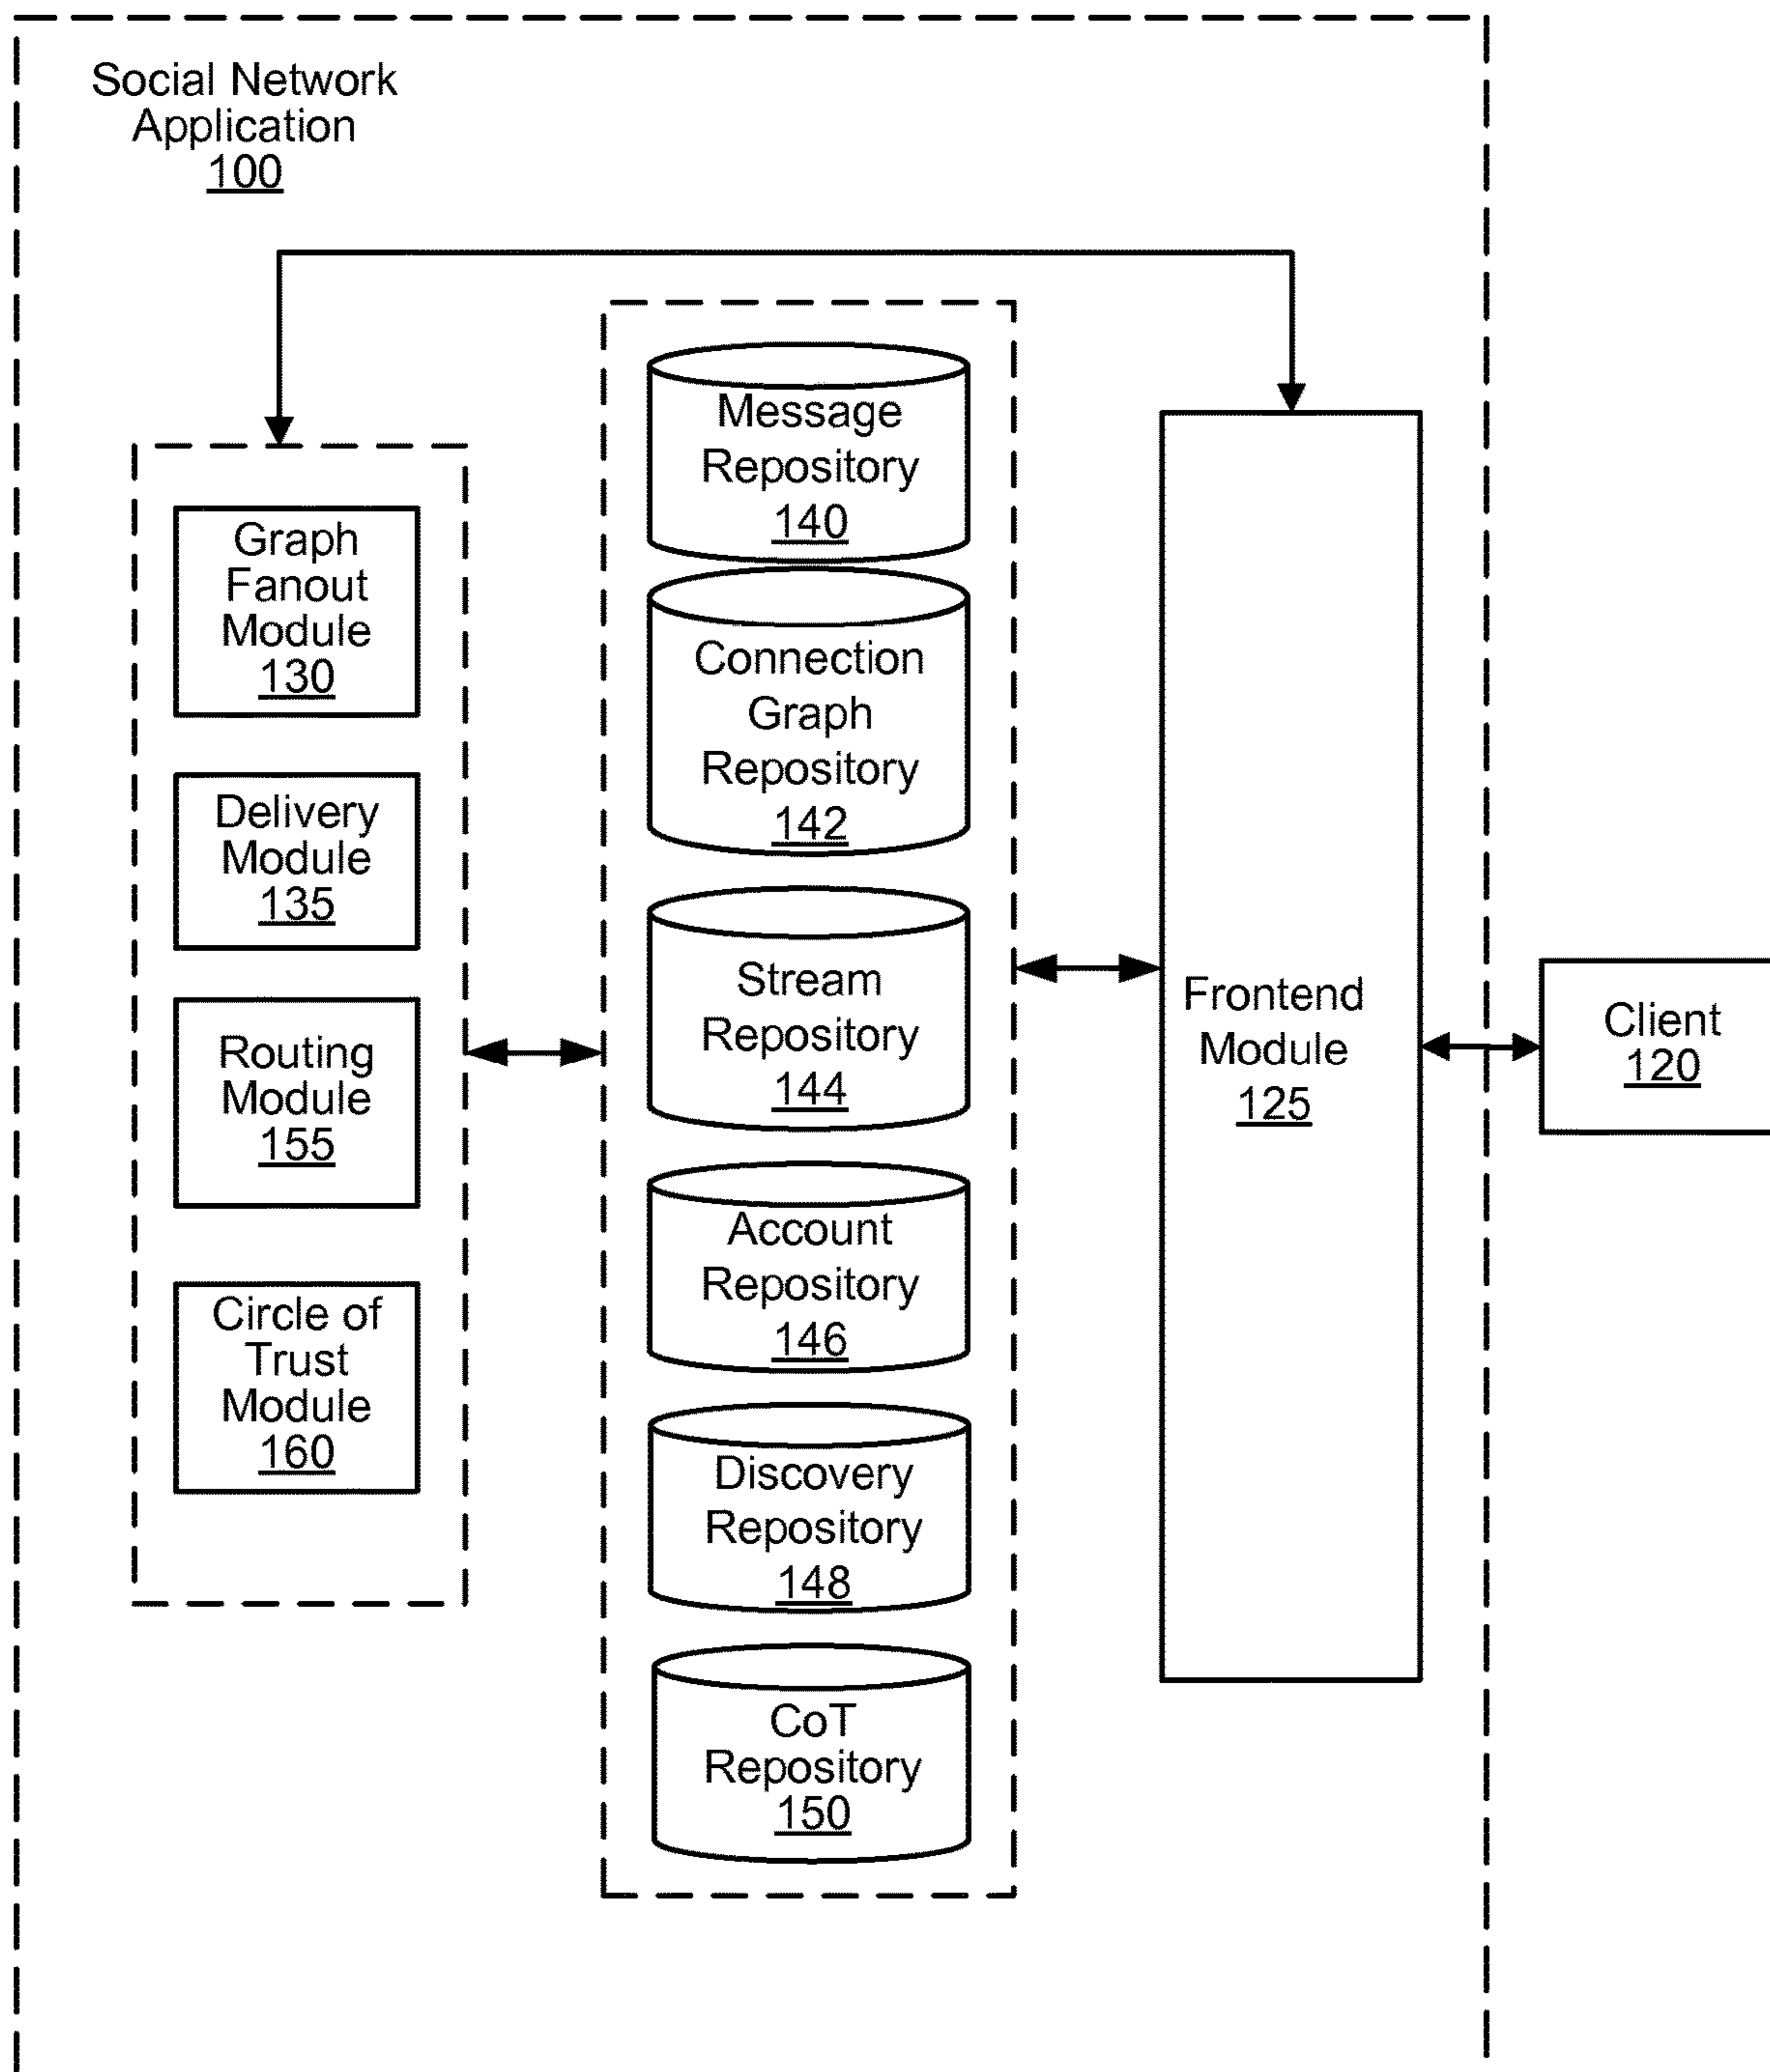 Social Network
Application
100
Graph
Fanout
Module
130
Delivery
Module
135
Routing
Module
155
Circle of
Trust
Module
160
Message
Repository
140
Connection
Graph
Repository
142
Stream
Repository
144
Account
Repository
146
Discovery
Repository
148
CoT
Repository
150
Frontend
Module
125
Client
120